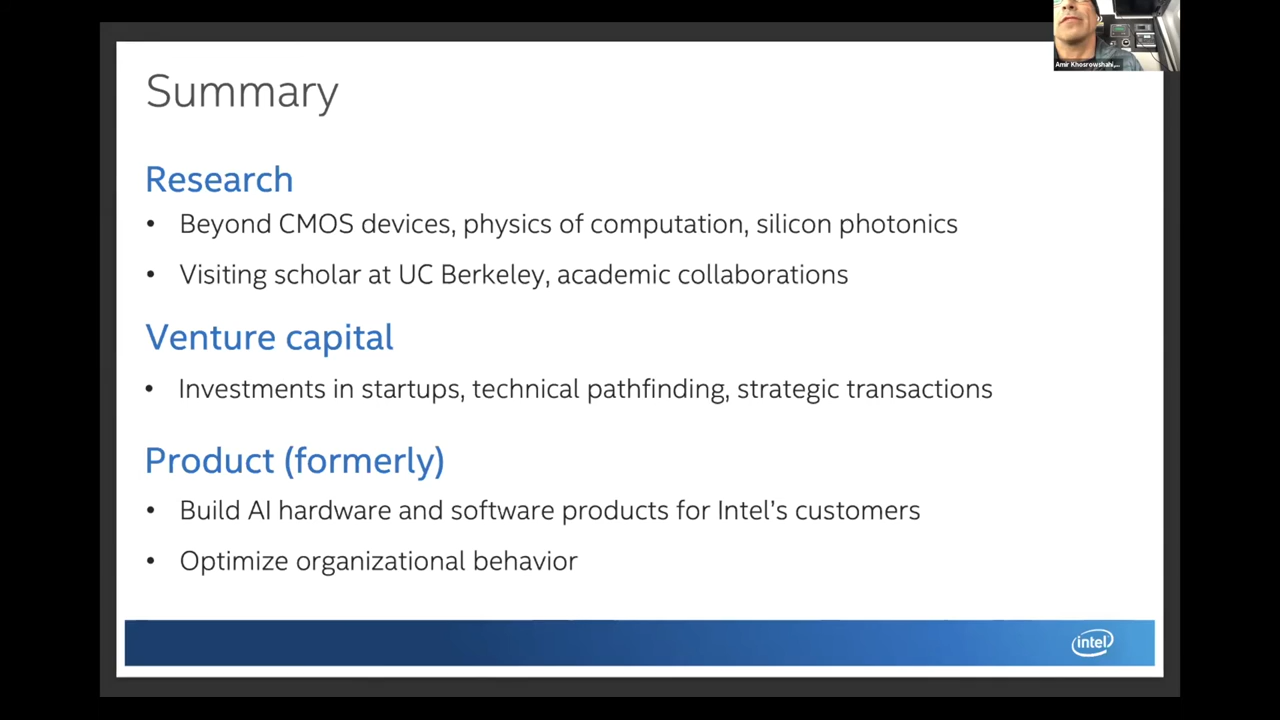 Amir Khosrowshahi,...
Summary
Research
• Beyond CMOS devices, physics of computation, silicon photonics
• Visiting scholar at UC Berkeley, academic collaborations
Venture capital
• Investments in startups, technical pathfinding, strategic transactions
Product (formerly)
• Build AI hardware and software products for Intel’s customers
• Optimize organizational behavior
intel